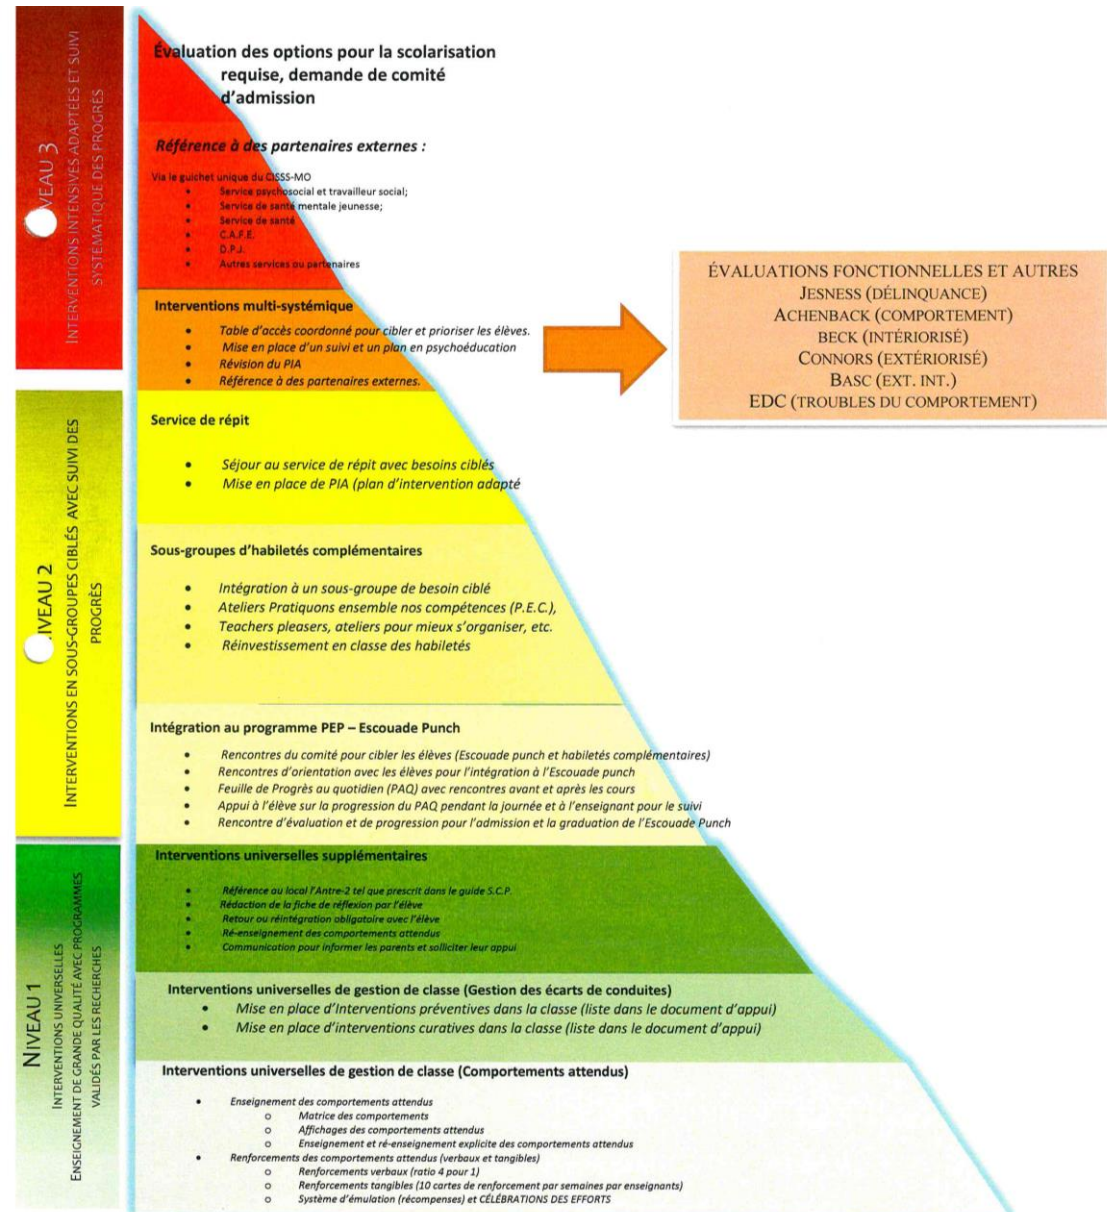 NIVEAU 3
INTERVENTIONS INTENSIVES ADAPTÉES ET SUIVI
SYSTÉMATIQUE DES PROGRÈS
Évaluation des options pour la scolarisation
requise, demande de comité
d'admission
Référence à des partenaires externes :
Via le guichet unique du CISSS-MO
• Service psychosocial et travailleur social;
• Service de santé mentale jeunesse;
• Service de santé
• C.A.F.E.
• D.P.J.
• Autres services ou partenaires
Interventions multi-systémique
• Table d'accès coordonné pour cibler et prioriser les élèves.
• Mise en place d'un suivi et un plan en psychoéducation
• Révision du PIA
• Référence à des partenaires externes.
ÉVALUATIONS FONCTIONNELLES ET AUTRES
JESNESS (DÉLINQUANCE)
ACHENBACK (COMPORTEMENT)
BECK (INTÉRIORISÉ)
CONNORS (EXTÉRIORISÉ)
BASC (EXT. INT.)
EDC (TROUBLES DU COMPORTEMENT)
NIVEAU 2
INTERVENTIONS EN SOUS-GROUPES CIBLÉS AVEC SUIVI DES
PROGRÈS
Service de répit
• Séjour au service de répit avec besoins ciblés
• Mise en place de PIA (plan d'intervention adapté
Sous-groupes d'habiletés complémentaires
• Intégration à un sous-groupe de besoin ciblé
• Ateliers Pratiquons ensemble nos compétences (P.E.C.),
• Teachers pleasers, ateliers pour mieux s'organiser, etc.
• Réinvestissement en classe des habiletés
Intégration au programme PEP – Escouade Punch
• Rencontres du comité pour cibler les élèves (Escouade punch et habiletés complémentaires)
• Rencontres d'orientation avec les élèves pour l'intégration à l'Escouade punch
• Feuille de Progrès au quotidien (PAQ) avec rencontres avant et après les cours
• Appui à l'élève sur la progression du PAQ pendant la journée et à l'enseignant pour le suivi
• Rencontre d'évaluation et de progression pour l'admission et la graduation de l'Escouade Punch
NIVEAU 1
INTERVENTIONS UNIVERSELLES
ENSEIGNEMENT DE GRANDE QUALITÉ AVEC PROGRAMMES
VALIDÉS PAR LES RECHERCHES
Interventions universelles supplémentaires
• Référence au local l'Antre-2 tel que prescrit dans le guide S.C.P.
• Rédaction de la fiche de réflexion par l'élève
• Retour ou réintégration obligatoire avec l'élève
• Ré-enseignement des comportements attendus
• Communication pour informer les parents et solliciter leur appui
Interventions universelles de gestion de classe (Gestion des écarts de conduites)
• Mise en place d'Interventions préventives dans la classe (liste dans le document d'appui)
• Mise en place d'interventions curatives dans la classe (liste dans le document d'appui)
Interventions universelles de gestion de classe (Comportements attendus)
• Enseignement des comportements attendus
o Matrice des comportements
o Affichages des comportements attendus
o Enseignement et ré-enseignement explicite des comportements attendus
• Renforcements des comportements attendus (verbaux et tangibles)
o Renforcements verbaux (ratio 4 pour 1)
o Renforcements tangibles (10 cartes de renforcement par semaines par enseignants)
o Système d'émulation (récompenses) et CÉLÉBRATIONS DES EFFORTS